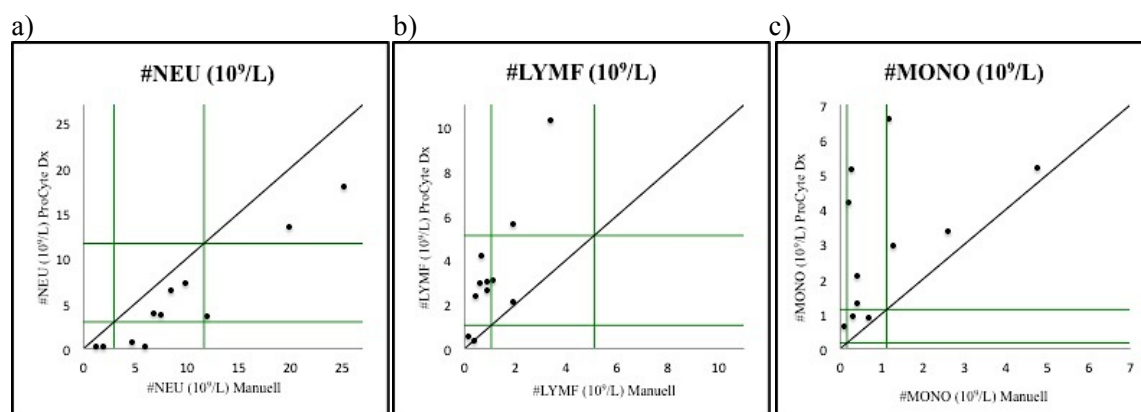 a)
#NEU (10⁹/L)
#NEU (10⁹/L) ProCyte Dx
25
20
15
10
5
0
0 5 10 15 20 25
#NEU (10⁹/L) Manuell
b)
#LYMF (10⁹/L)
#LYMF (10⁹/L) ProCyte Dx
10
8
6
4
2
0
0 2 4 6 8 10
#LYMF (10⁹/L) Manuell
c)
#MONO (10⁹/L)
#MONO (10⁹/L) ProCyte Dx
7
6
5
4
3
2
1
0
0 1 2 3 4 5 6 7
#MONO (10⁹/L) Manuell